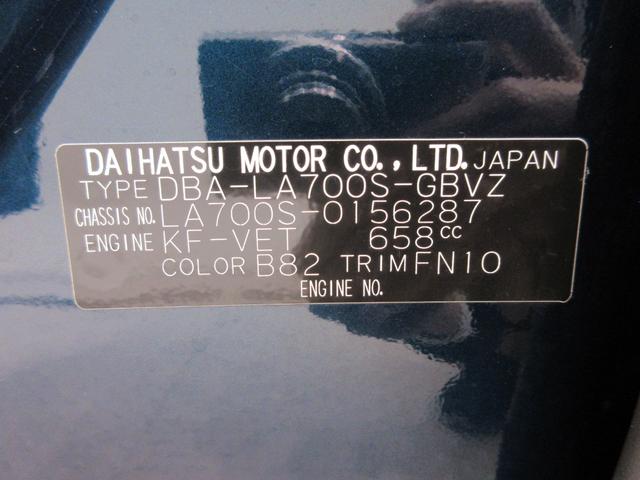 DAIHATSU MOTOR CO., LTD. JAPAN
TYPE DBA-LA700S-GBVZ
CHASSIS NO. LA700S-0156287
ENGINE KF-VET 658cc
COLOR B82 TRIM FN10
ENGINE NO.